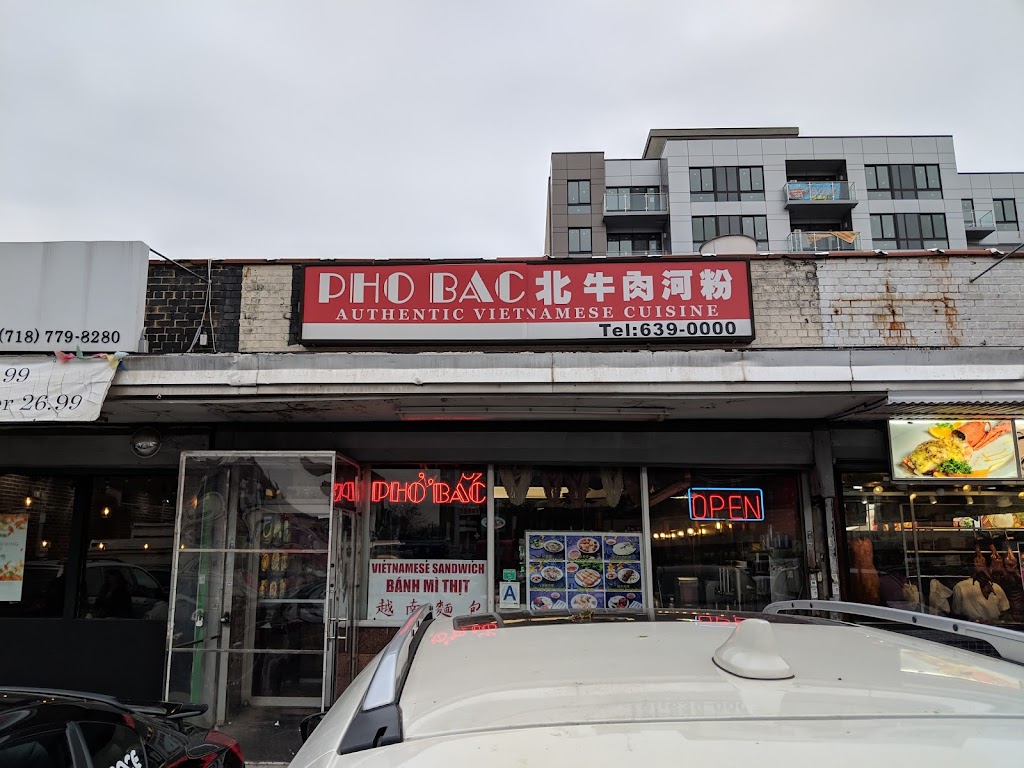 PHO BAC 北 牛肉河粉
AUTHENTIC VIETNAMESE CUISINE
Tel:639-0000
(718) 779-8280
99
er 26.99
PHỞ BẮC
OPEN
VIETNAMESE SANDWICH
BÁNH MÌ THỊT
越南麵包
A